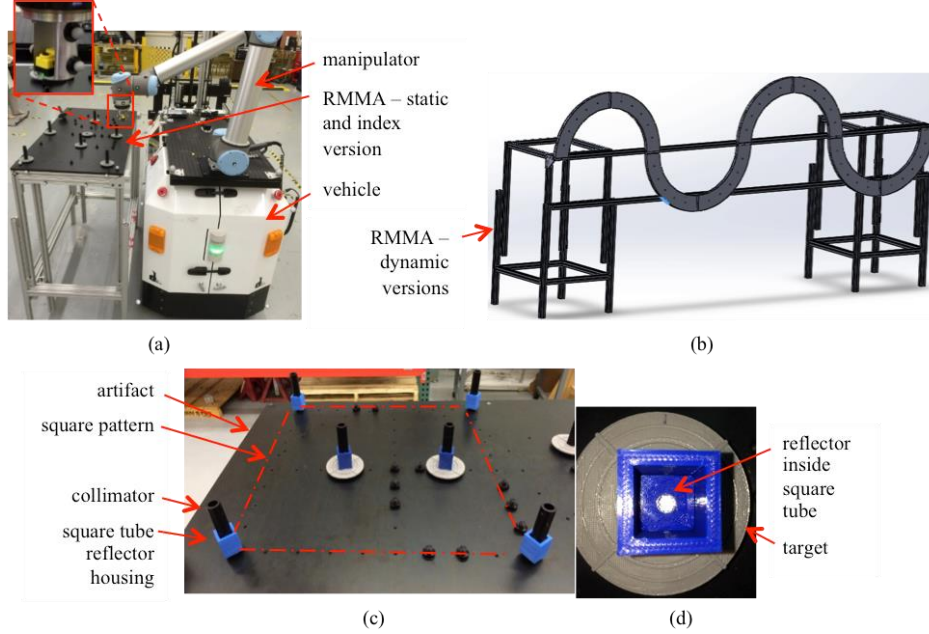 manipulator
RMMA – static
and index
version
vehicle
RMMA –
dynamic
versions
(a)
(b)
artifact
square pattern
collimator
square tube
reflector
housing
reflector
inside
square
tube
target
(c)
(d)